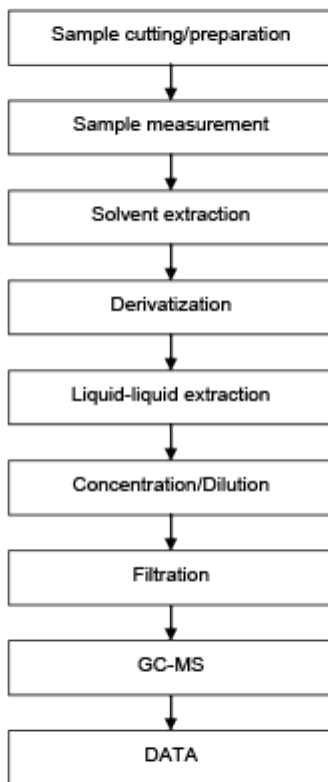 Sample cutting/preparation
Sample measurement
Solvent extraction
Derivatization
Liquid-liquid extraction
Concentration/Dilution
Filtration
GC-MS
DATA